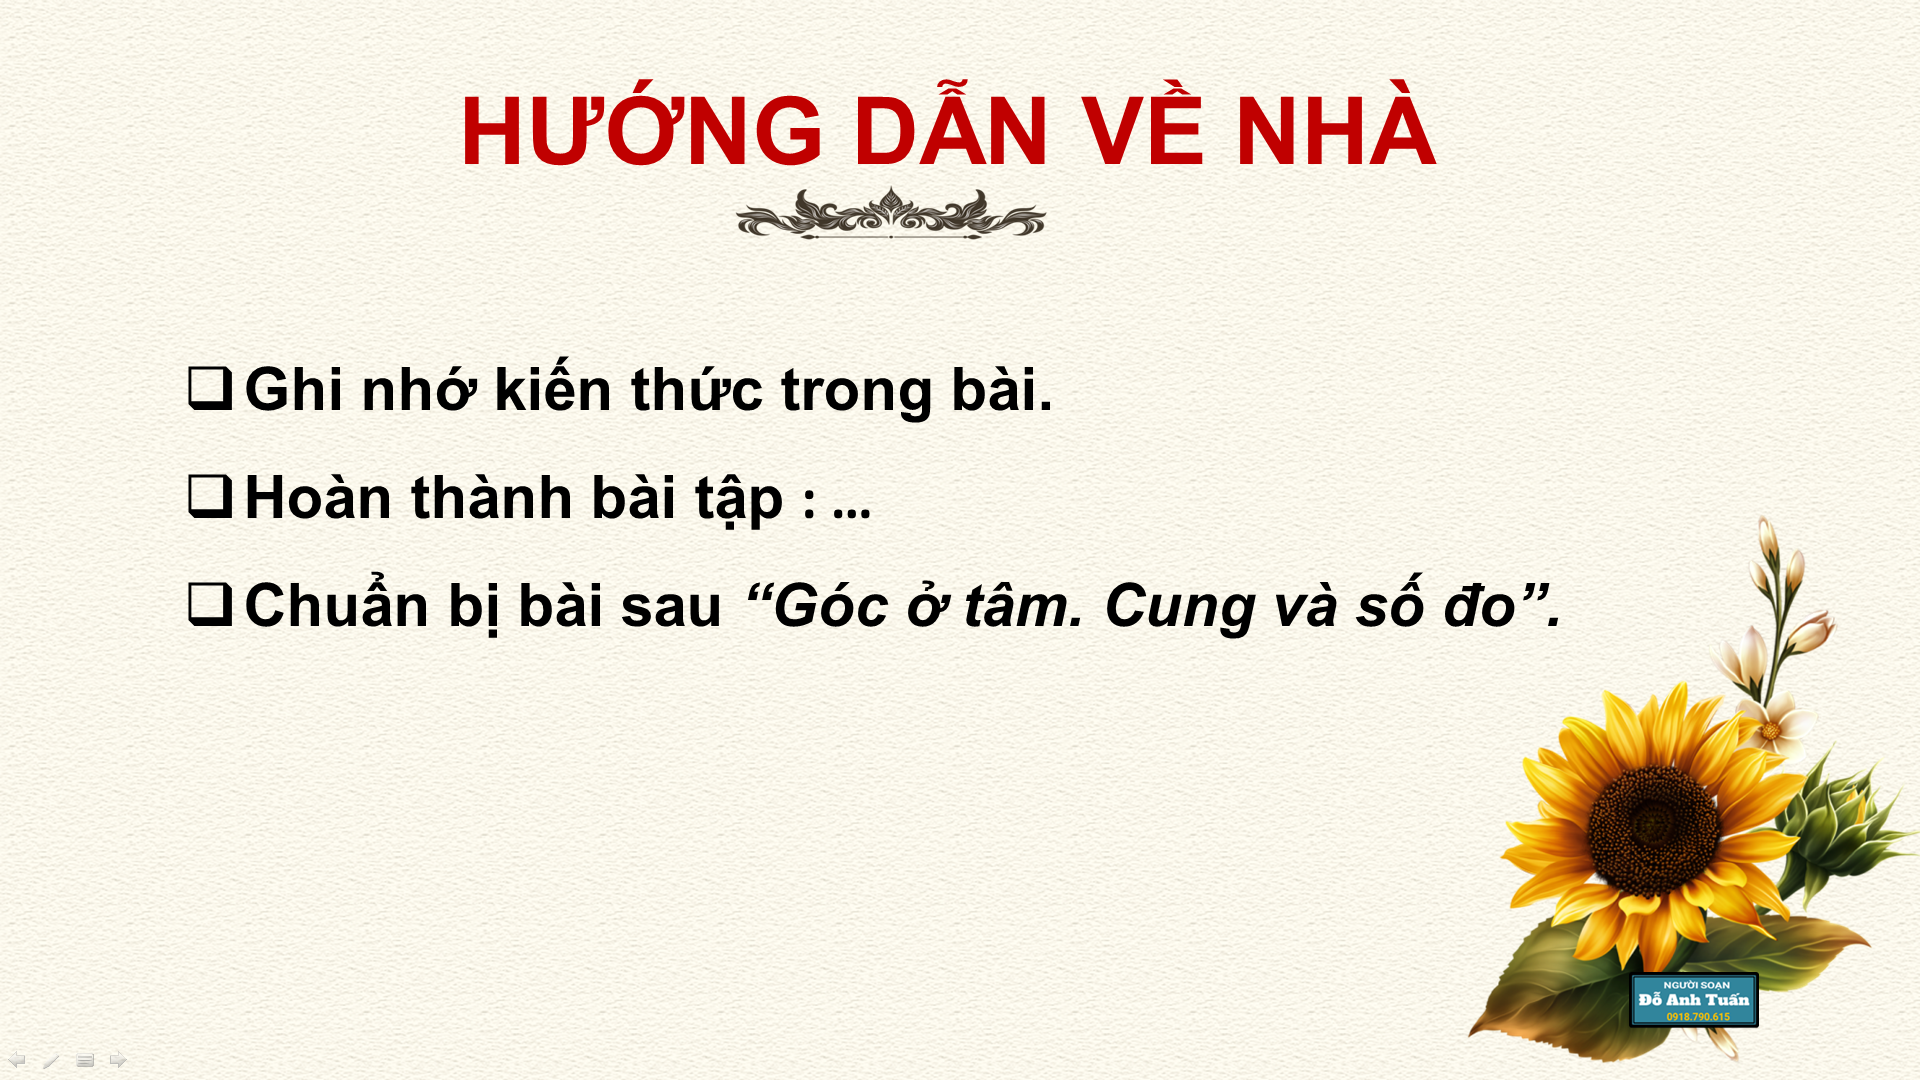 HƯỚNG DẪN VỀ NHÀ
Ghi nhớ kiến thức trong bài.
Hoàn thành bài tập : ...
Chuẩn bị bài sau “Góc ở tâm. Cung và số đo”.
NGƯỜI SOẠN
Đỗ Anh Tuấn
0918.790.615